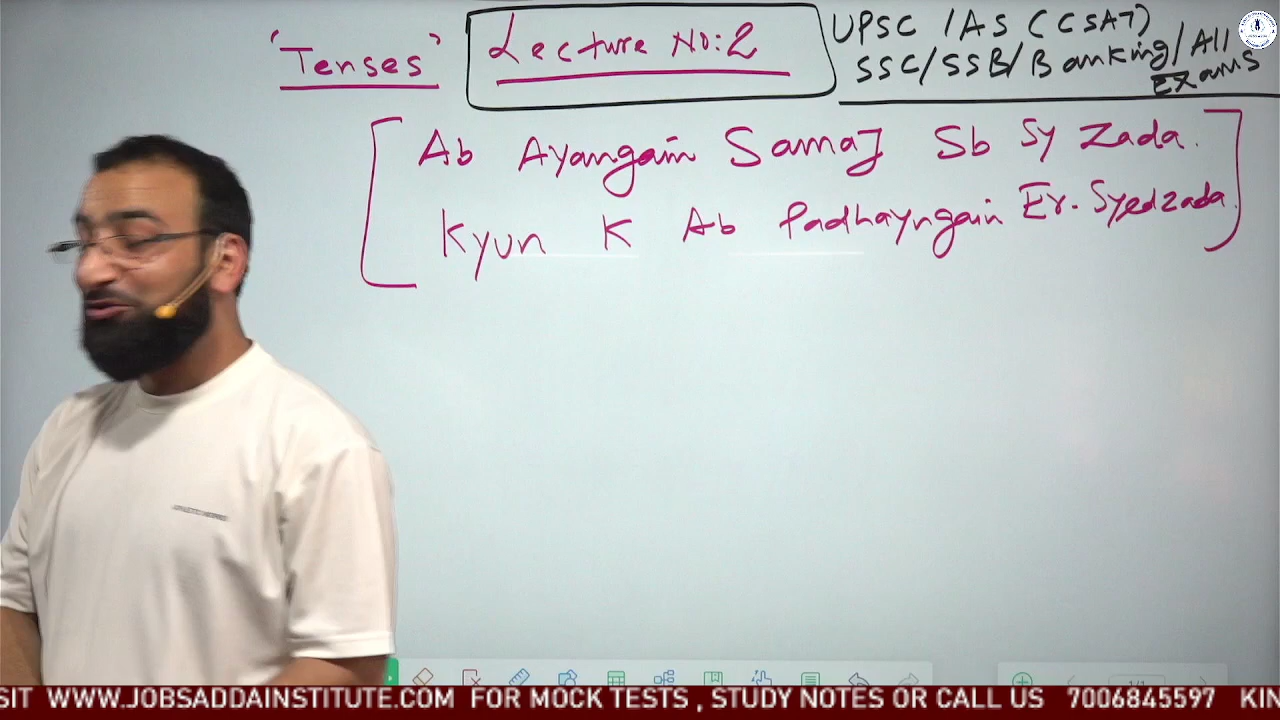 'Tenses'
Lecture No:2
UPSC IAS (CSAT)
SSC/SSB/Banking/All
Exams
Ab Ayangain Samaj Sb Sy Zada.
Kyun K Ab Padhayngain Er. Syedzada.
SIT WWW.JOBSADDAINSTITUTE.COM FOR MOCK TESTS , STUDY NOTES OR CALL US 7006845597 KIN